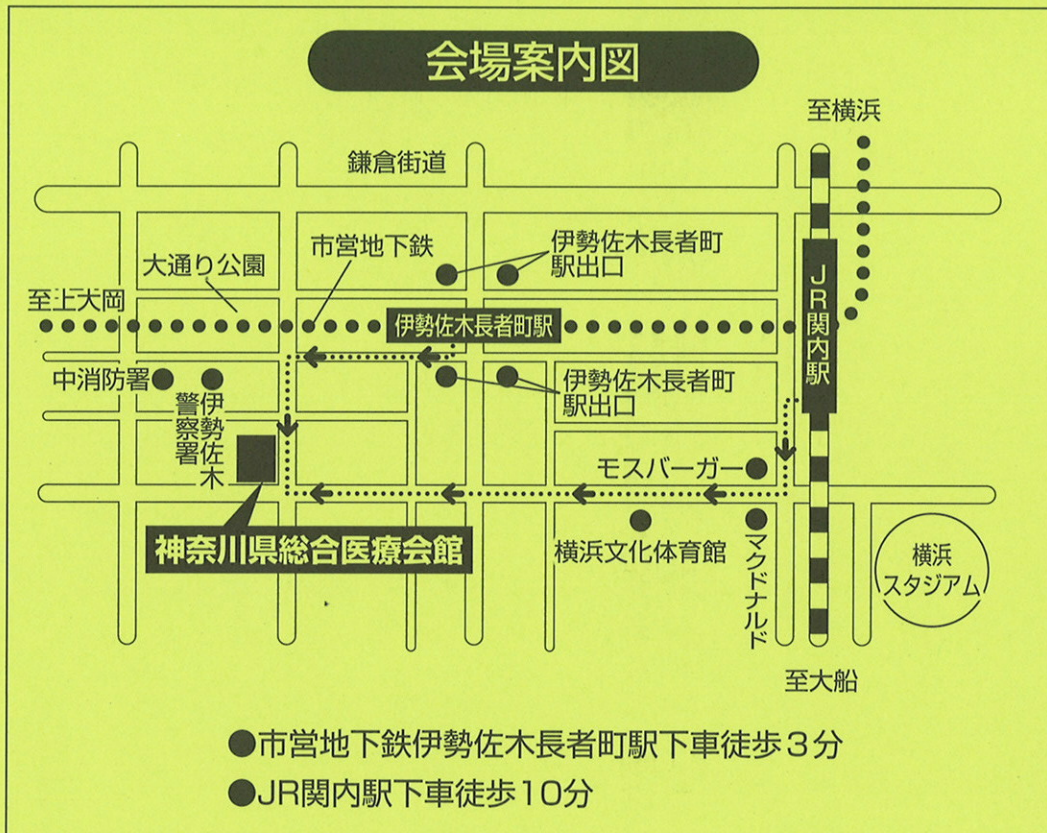 会場案内図
至横浜
鎌倉街道
市営地下鉄
伊勢佐木長者町
駅出口
大通り公園
至上大岡
伊勢佐木長者町駅
JR関内駅
中消防署
伊勢佐木
警察署
伊勢佐木長者町
駅出口
モスバーガー
神奈川県総合医療会館
横浜文化体育館
マクドナルド
横浜
スタジアム
至大船
●市営地下鉄伊勢佐木長者町駅下車徒歩3分
●JR関内駅下車徒歩10分